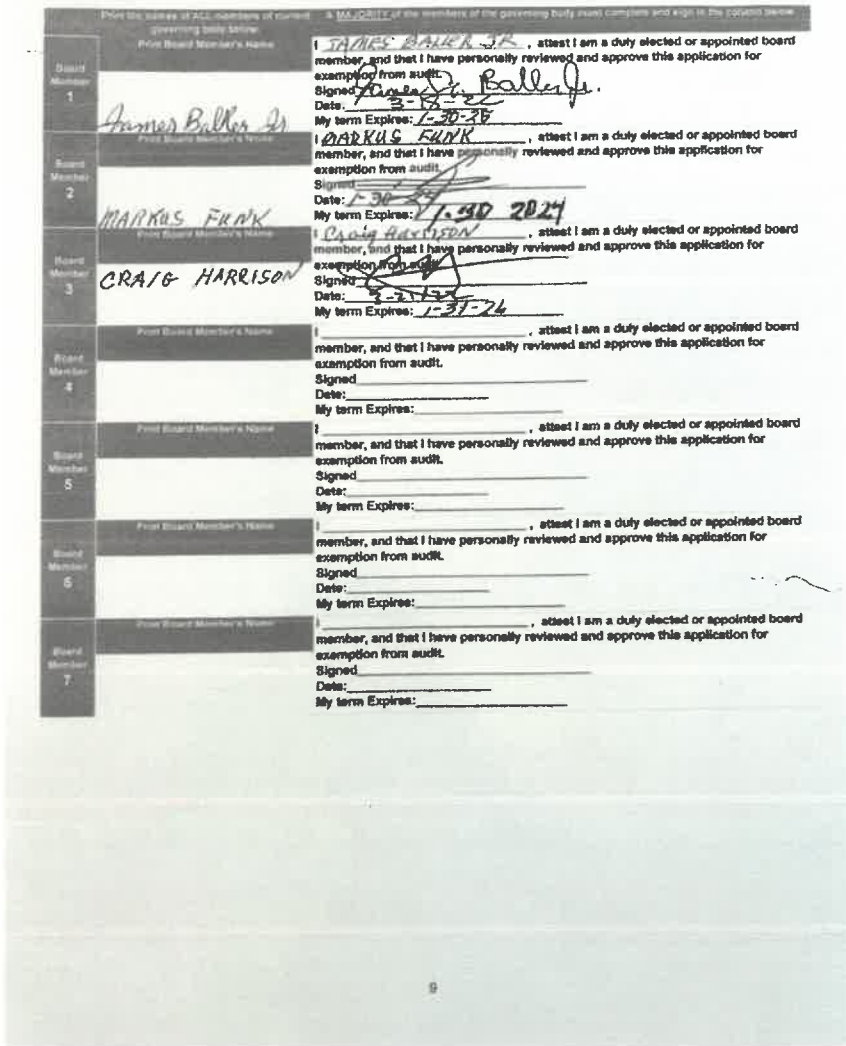 Print the names of ALL members of current governing body below.
A MAJORITY of the members of the governing body must complete and sign in the column below.
Board Member 1
Print Board Member's Name
James Baller Jr
I JAMES BALLER JR, attest I am a duly elected or appointed board
member, and that I have personally reviewed and approve this application for
exemption from audit.
Signed James Baller Jr.
Date: 3-18-2
My term Expires: 1-30-26
Board Member 2
Print Board Member's Name
MARKUS FUNK
I MARKUS FUNK, attest I am a duly elected or appointed board
member, and that I have personally reviewed and approve this application for
exemption from audit.
Signed
Date: 1-30-24
My term Expires: 1-30 2024
Board Member 3
Print Board Member's Name
CRAIG HARRISON
I Craig HARRISON, attest I am a duly elected or appointed board
member, and that I have personally reviewed and approve this application for
exemption from audit.
Signed
Date: 3-21-23
My term Expires: 1-31-26
Board Member 4
Print Board Member's Name
I, attest I am a duly elected or appointed board
member, and that I have personally reviewed and approve this application for
exemption from audit.
Signed
Date:
My term Expires:
Board Member 5
Print Board Member's Name
I, attest I am a duly elected or appointed board
member, and that I have personally reviewed and approve this application for
exemption from audit.
Signed
Date:
My term Expires:
Board Member 6
Print Board Member's Name
I, attest I am a duly elected or appointed board
member, and that I have personally reviewed and approve this application for
exemption from audit.
Signed
Date:
My term Expires:
Board Member 7
Print Board Member's Name
I, attest I am a duly elected or appointed board
member, and that I have personally reviewed and approve this application for
exemption from audit.
Signed
Date:
My term Expires:
9